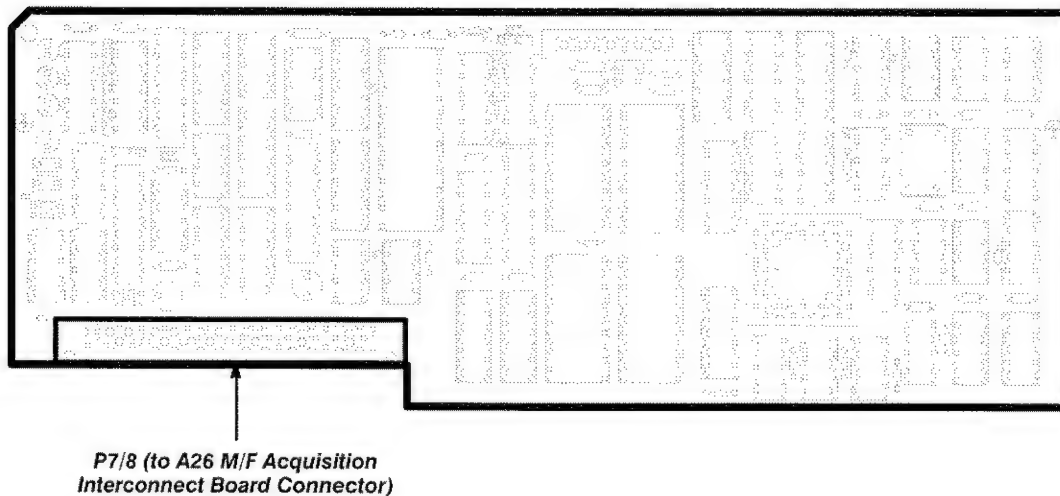 P7/8 (to A26 M/F Acquisition
Interconnect Board Connector)